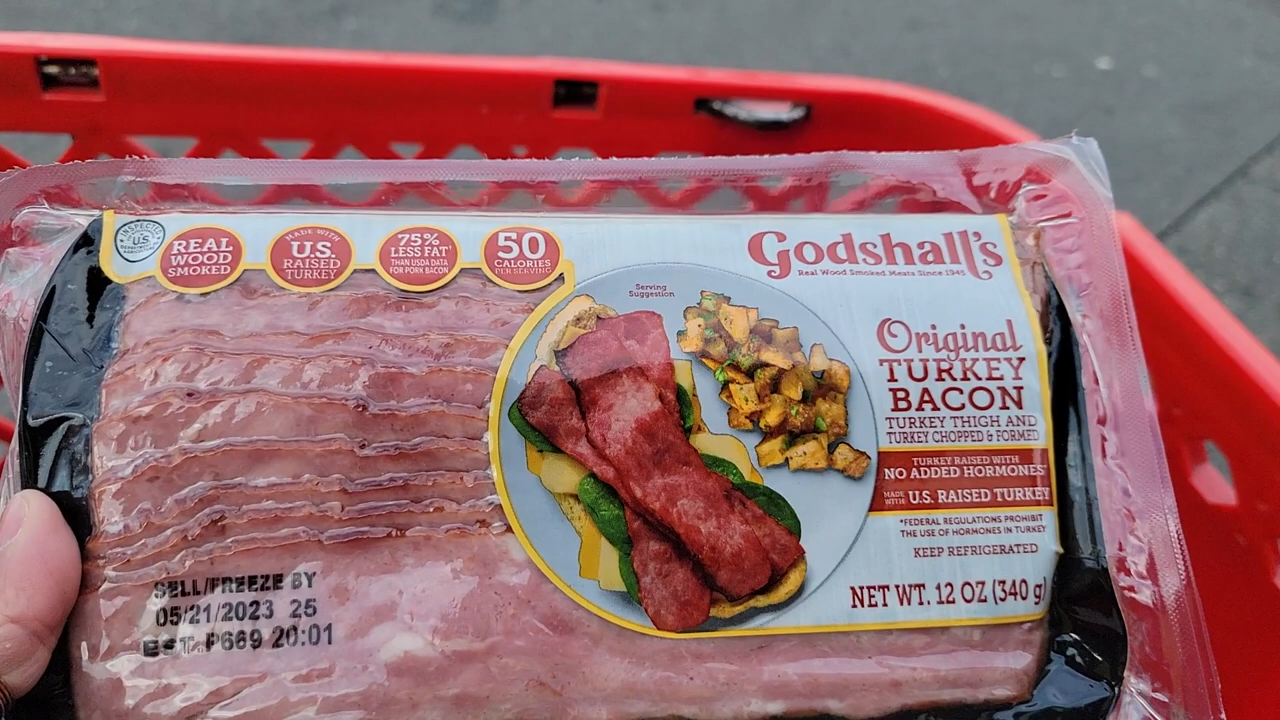 INSPECTED
U.S.
DEPARTMENT OF
AGRICULTURE
REAL
WOOD
SMOKED
MADE WITH
U.S.
RAISED
TURKEY
75%
LESS FAT†
THAN USDA DATA
FOR PORK BACON
50
CALORIES
PER SERVING
Godshall's
Real Wood Smoked Meats Since 1945
Serving
Suggestion
Original
TURKEY
BACON
TURKEY THIGH AND
TURKEY CHOPPED & FORMED
TURKEY RAISED WITH
NO ADDED HORMONES*
MADE WITH U.S. RAISED TURKEY
*FEDERAL REGULATIONS PROHIBIT
THE USE OF HORMONES IN TURKEY
KEEP REFRIGERATED
NET WT. 12 OZ (340 g)
SELL/FREEZE BY
05/21/2023 25
EST. P669 20:01